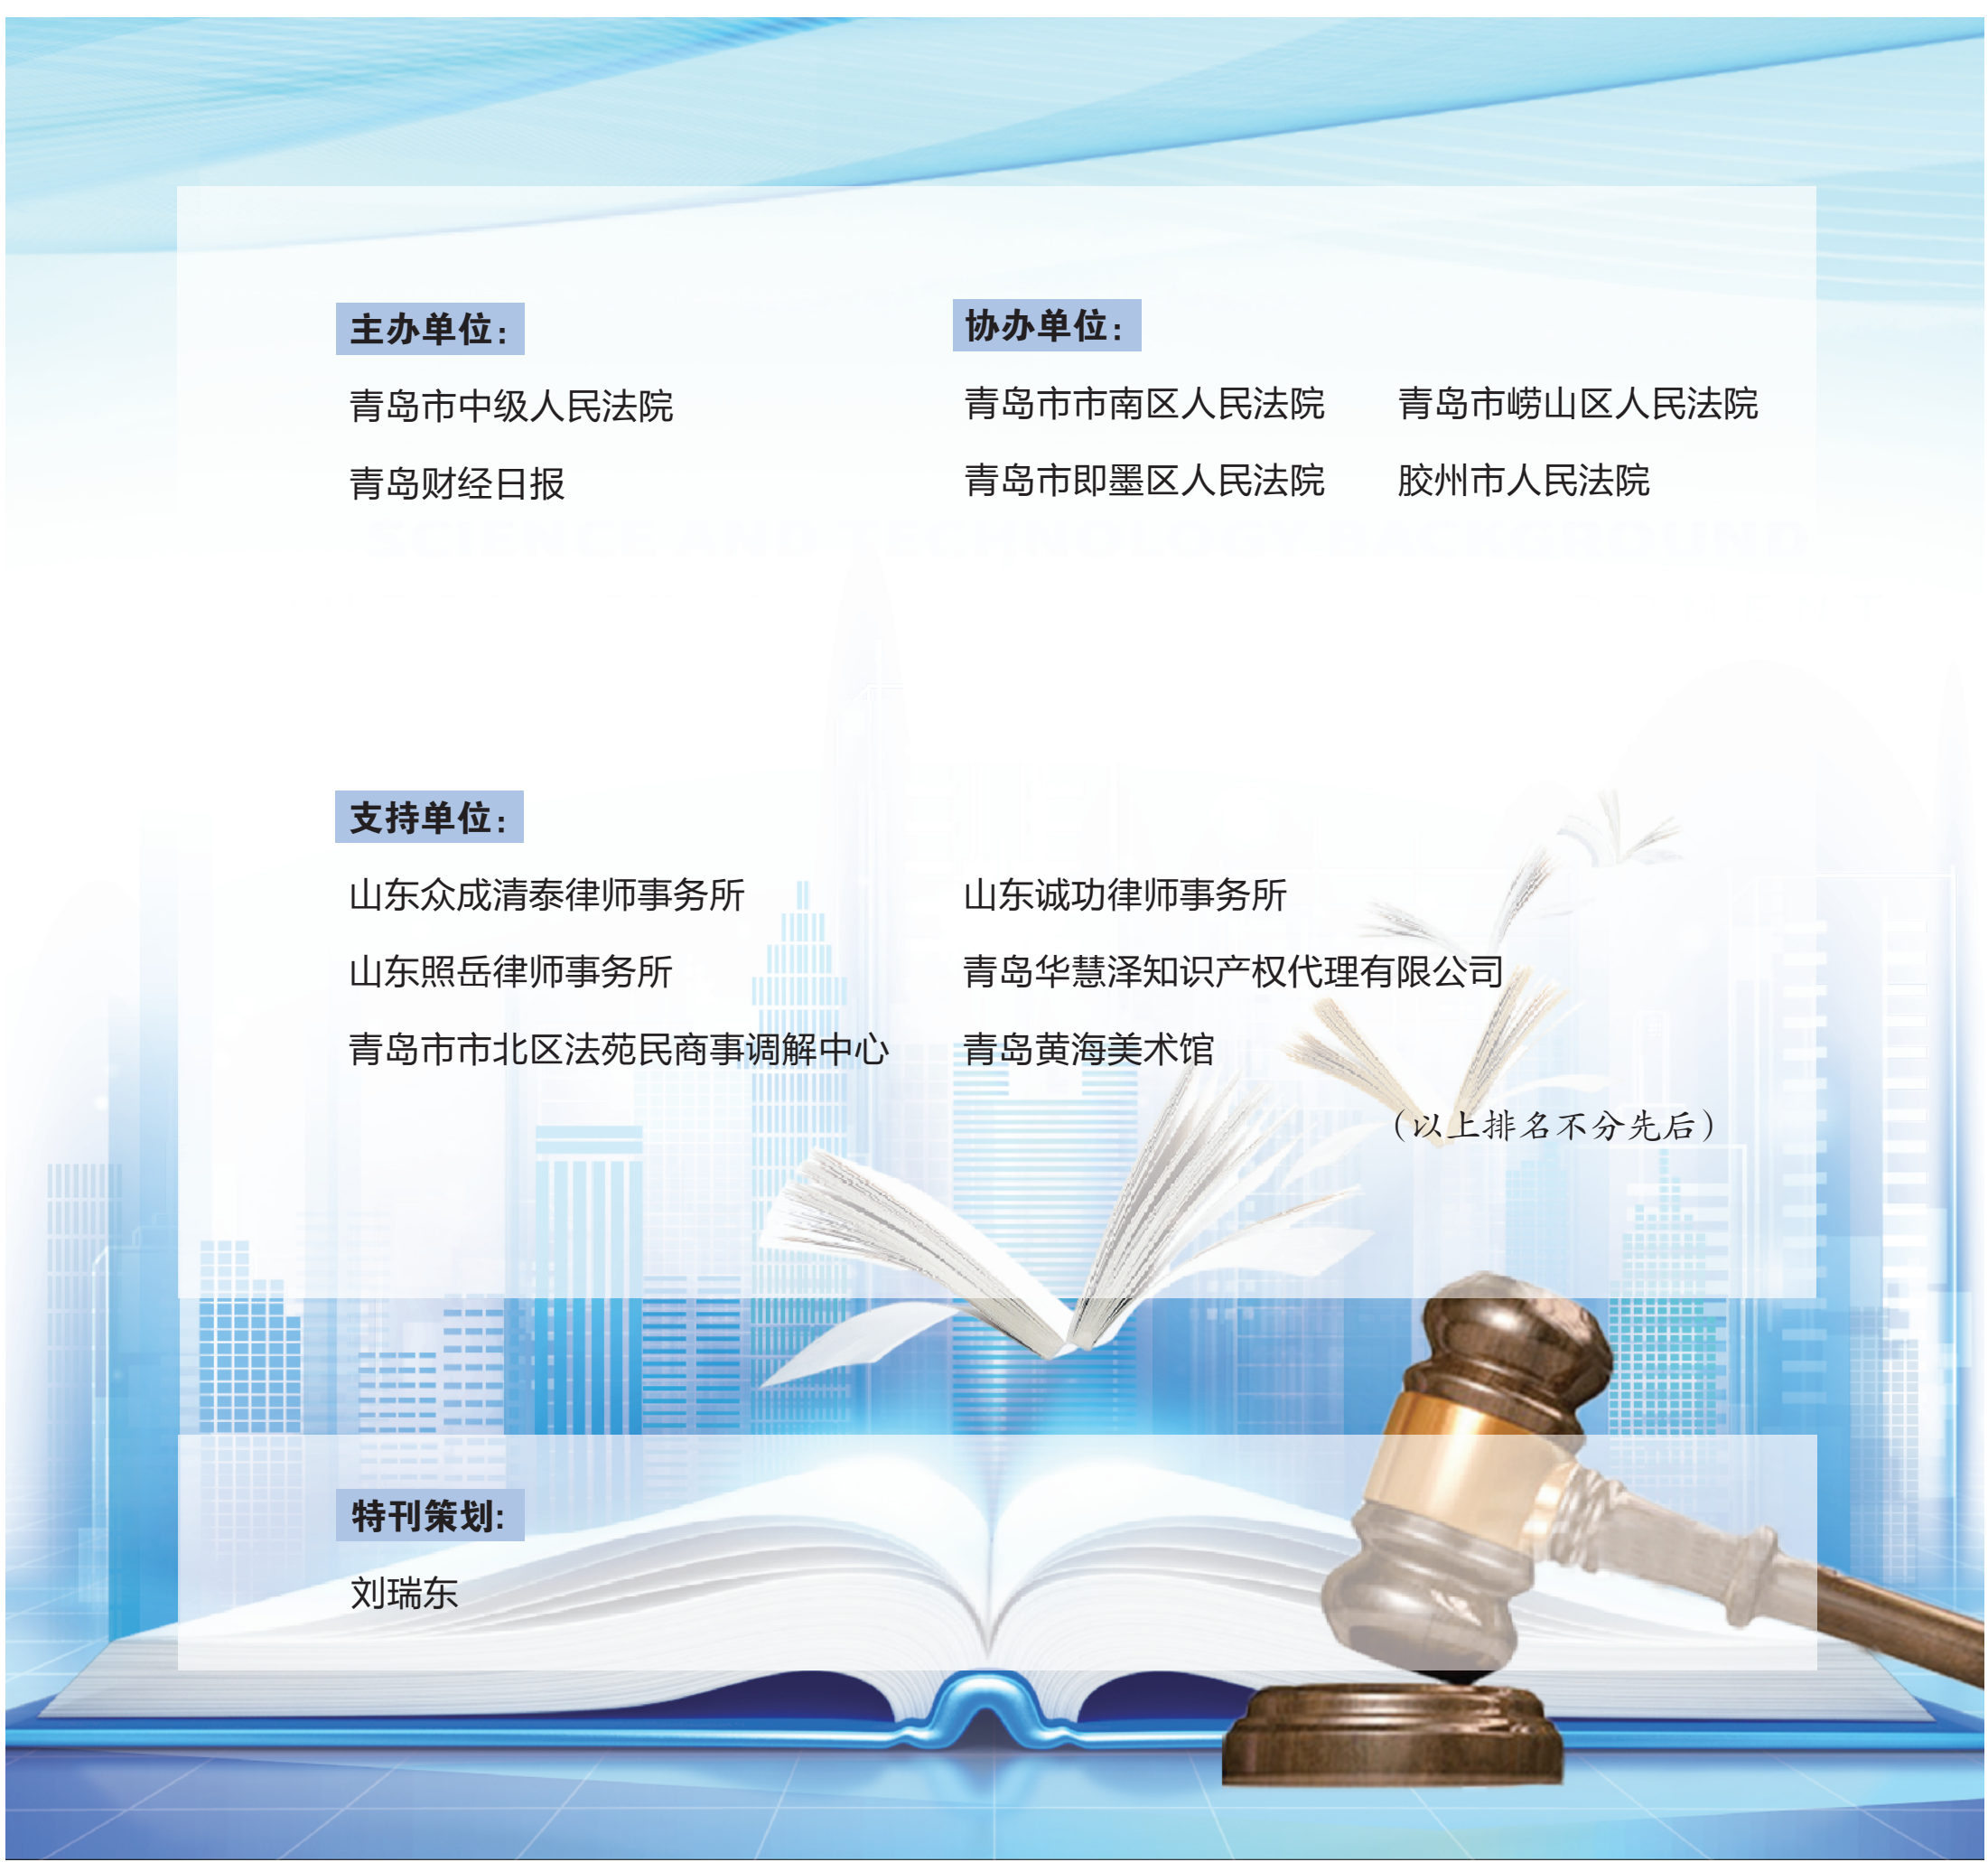 主办单位：
青岛市中级人民法院
青岛财经日报
协办单位：
青岛市市南区人民法院 青岛市崂山区人民法院
青岛市即墨区人民法院 胶州市人民法院
SCIENCE AND TECHNOLOGY BACKGROUND
支持单位：
山东众成清泰律师事务所 山东诚功律师事务所
山东照岳律师事务所 青岛华慧泽知识产权代理有限公司
青岛市市北区法苑民商事调解中心 青岛黄海美术馆
（以上排名不分先后）
特刊策划:
刘瑞东